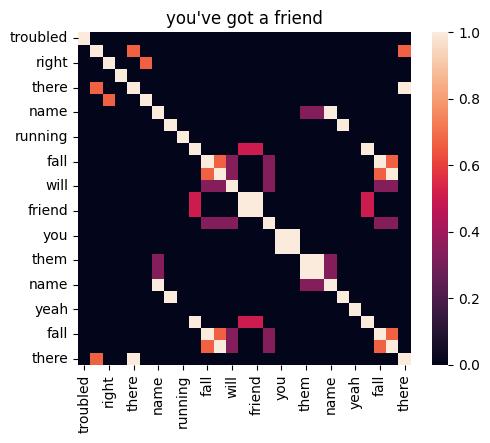 you've got a friend
troubled
right
there
name
running
fall
will
friend
you
them
name
yeah
fall
there
1.0
0.8
0.6
0.4
0.2
0.0
troubled
right
there
name
running
fall
will
friend
you
them
name
yeah
fall
there